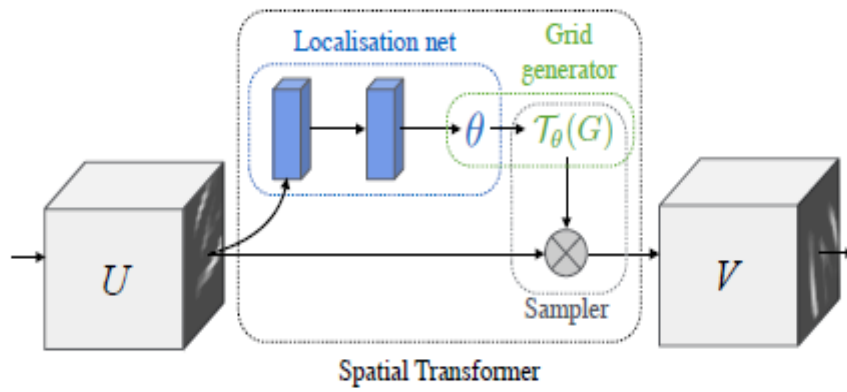 Localisation net
Grid
generator
θ
𝒯θ(G)
U
V
Sampler
Spatial Transformer